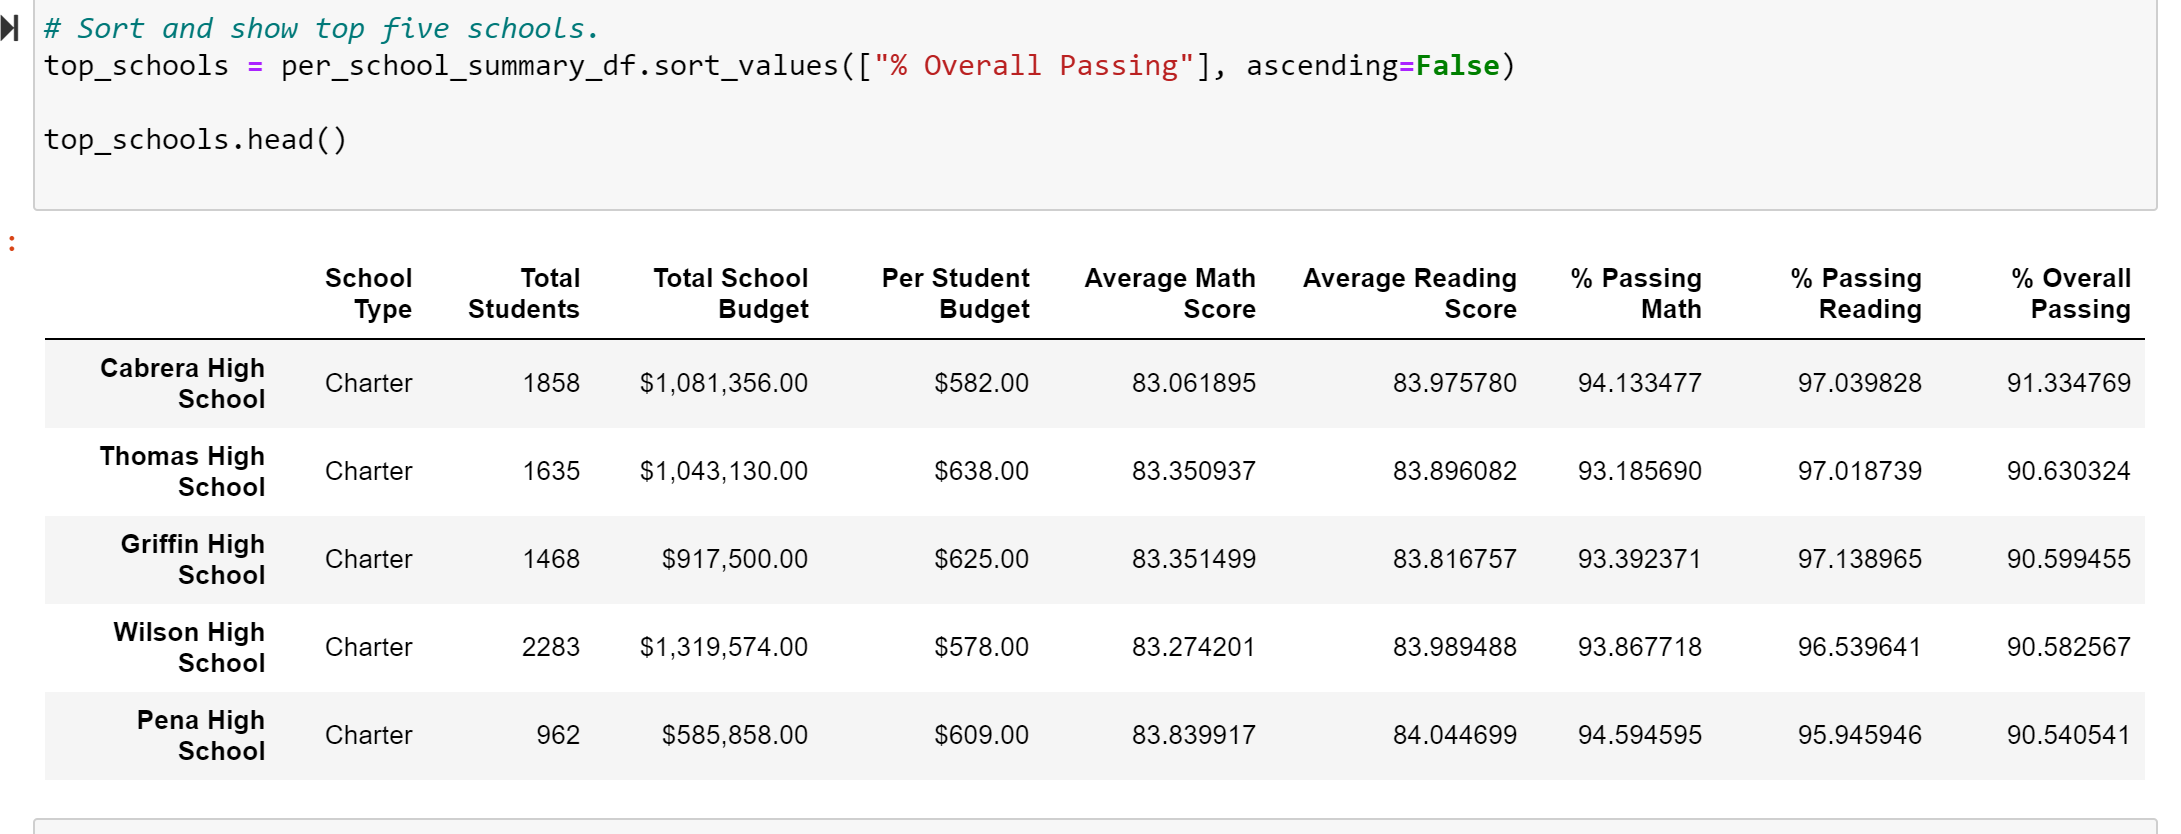 # Sort and show top five schools.
top_schools = per_school_summary_df.sort_values(["% Overall Passing"], ascending=False)
top_schools.head()
:
School Type Total Students Total School Budget Per Student Budget Average Math Score Average Reading Score % Passing Math % Passing Reading % Overall Passing
Cabrera High School Charter 1858 $1,081,356.00 $582.00 83.061895 83.975780 94.133477 97.039828 91.334769
Thomas High School Charter 1635 $1,043,130.00 $638.00 83.350937 83.896082 93.185690 97.018739 90.630324
Griffin High School Charter 1468 $917,500.00 $625.00 83.351499 83.816757 93.392371 97.138965 90.599455
Wilson High School Charter 2283 $1,319,574.00 $578.00 83.274201 83.989488 93.867718 96.539641 90.582567
Pena High School Charter 962 $585,858.00 $609.00 83.839917 84.044699 94.594595 95.945946 90.540541